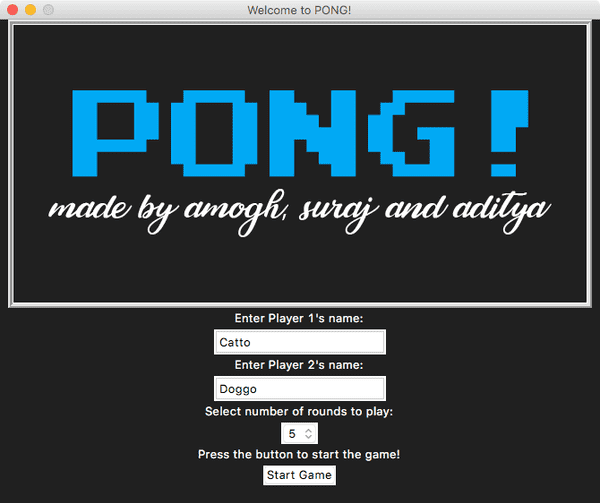 Welcome to PONG!
PONG!
made by amogh, suraj and aditya
Enter Player 1's name:
Catto
Enter Player 2's name:
Doggo
Select number of rounds to play:
5
Press the button to start the game!
Start Game